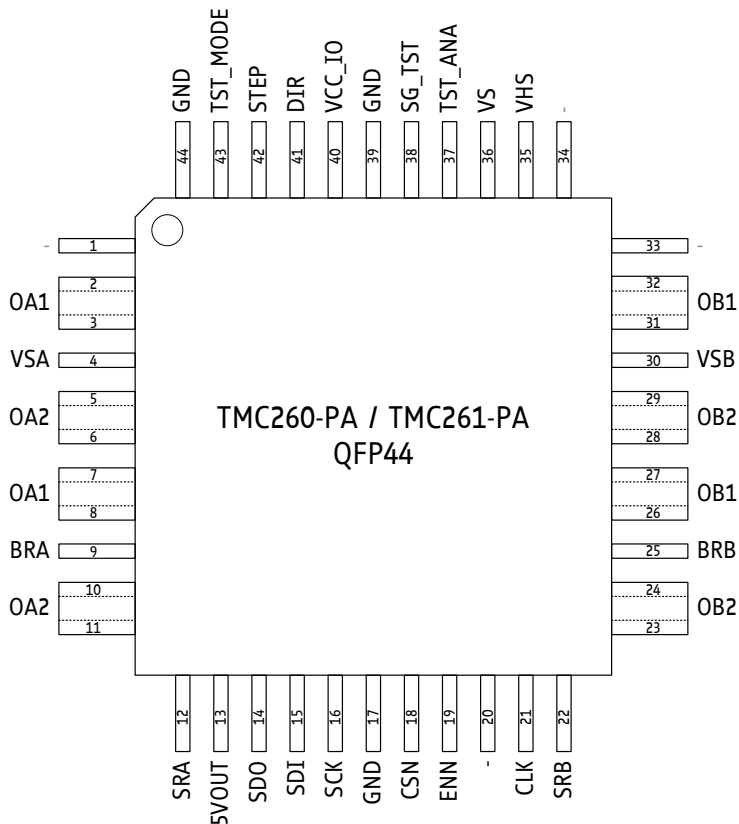 GND TST_MODE STEP DIR VCC_IO GND SG_TST TST_ANA VS VHS -
44 43 42 41 40 39 38 37 36 35 34
- 1 33 -
2 32
OA1 OB1
3 31
VSA 4 30 VSB
5 29
OA2 OB2
6 28
TMC260-PA / TMC261-PA
QFP44
7 27
OA1 OB1
8 26
BRA 9 25 BRB
10 24
OA2 OB2
11 23
12 13 14 15 16 17 18 19 20 21 22
SRA 5VOUT SDO SDI SCK GND CSN ENN - CLK SRB